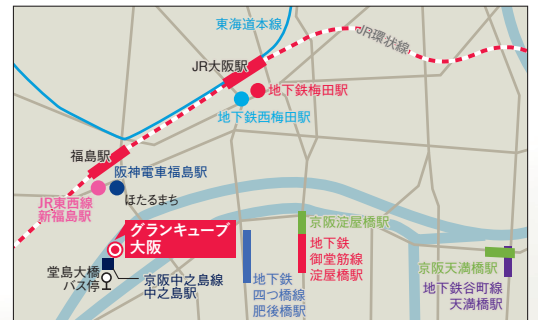 東海道本線
JR環状線
JR大阪駅
地下鉄梅田駅
地下鉄西梅田駅
福島駅
阪神電車福島駅
JR東西線
新福島駅
ほたるまち
グランキューブ
大阪
堂島大橋
バス停
京阪中之島線
中之島駅
地下鉄
四つ橋線
肥後橋駅
京阪淀屋橋駅
地下鉄
御堂筋線
淀屋橋駅
京阪天満橋駅
地下鉄谷町線
天満橋駅